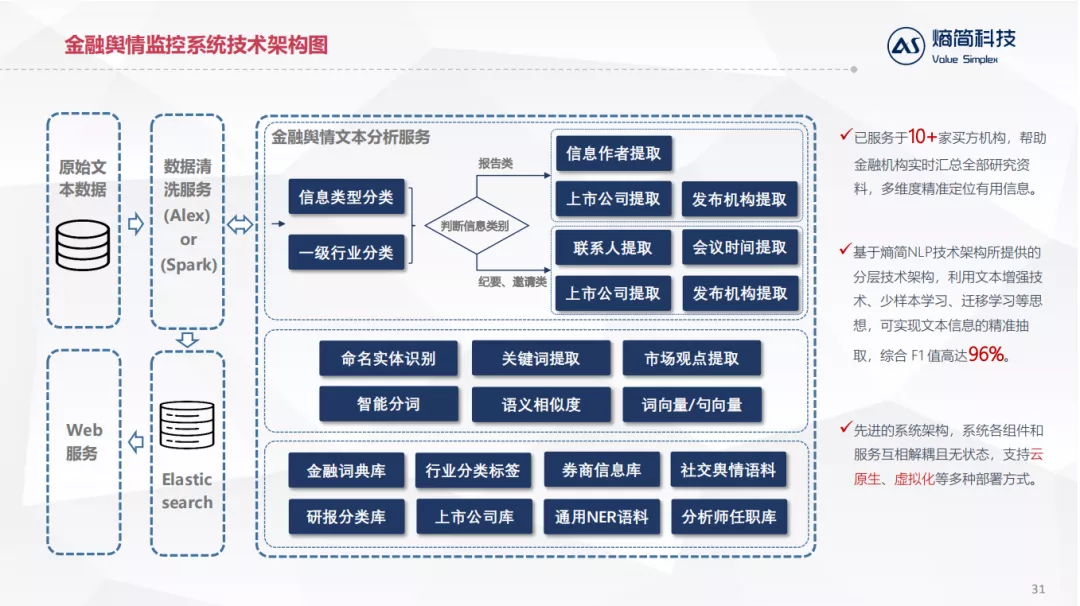 金融舆情监控系统技术架构图
熵简科技
Value Simplex
原始文
本数据
数据清
洗服务
(Alex)
or
(Spark)
Web
服务
Elastic
search
金融舆情文本分析服务
信息类型分类
一级行业分类
判断信息类别
报告类
纪要、邀请类
信息作者提取
上市公司提取
发布机构提取
联系人提取
会议时间提取
上市公司提取
发布机构提取
命名实体识别
关键词提取
市场观点提取
智能分词
语义相似度
词向量/句向量
金融词典库
行业分类标签
券商信息库
社交舆情语料
研报分类库
上市公司库
通用NER语料
分析师任职库
已服务于10+家买方机构，帮助
金融机构实时汇总全部研究资
料，多维度精准定位有用信息。
基于熵简NLP技术架构所提供的
分层技术架构，利用文本增强技
术、少样本学习、迁移学习等思
想，可实现文本信息的精准抽
取，综合 F1 值高达96%。
先进的系统架构，系统各组件和
服务互相解耦且无状态，支持云
原生、虚拟化等多种部署方式。
31